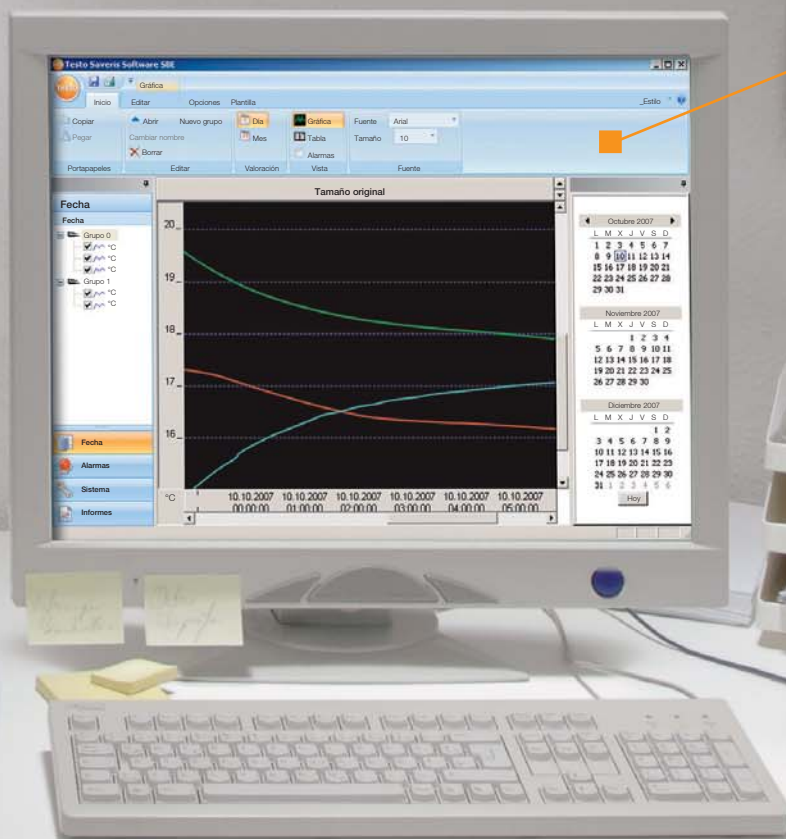 Testo Saveris Software SBE
testo
Gráfica
Inicio Editar Opciones Plantilla _Estilo
Copiar Abrir Nuevo grupo Día Gráfica Fuente Arial
Pegar Cambiar nombre Mes Tabla Tamaño 10
Borrar Alarmas
Portapapeles Editar Valoración Vista Fuente
Fecha
Fecha
Grupo 0
°C
°C
°C
Grupo 1
°C
°C
Fecha
Alarmas
Sistema
Informes
Tamaño original
20
19
18
17
16
°C
10.10.2007 10.10.2007 10.10.2007 10.10.2007 10.10.2007 10.10.2007
00:00:00 01:00:00 02:00:00 03:00:00 04:00:00 05:00:00
Octubre 2007
L M X J V S D
1 2 3 4 5 6 7
8 9 10 11 12 13 14
15 16 17 18 19 20 21
22 23 24 25 26 27 28
29 30 31
Noviembre 2007
L M X J V S D
1 2 3 4
5 6 7 8 9 10 11
12 13 14 15 16 17 18
19 20 21 22 23 24 25
26 27 28 29 30
Diciembre 2007
L M X J V S D
1 2
3 4 5 6 7 8 9
10 11 12 13 14 15 16
17 18 19 20 21 22 23
24 25 26 27 28 29 30
31 1 2 3 4 5 6
Hoy